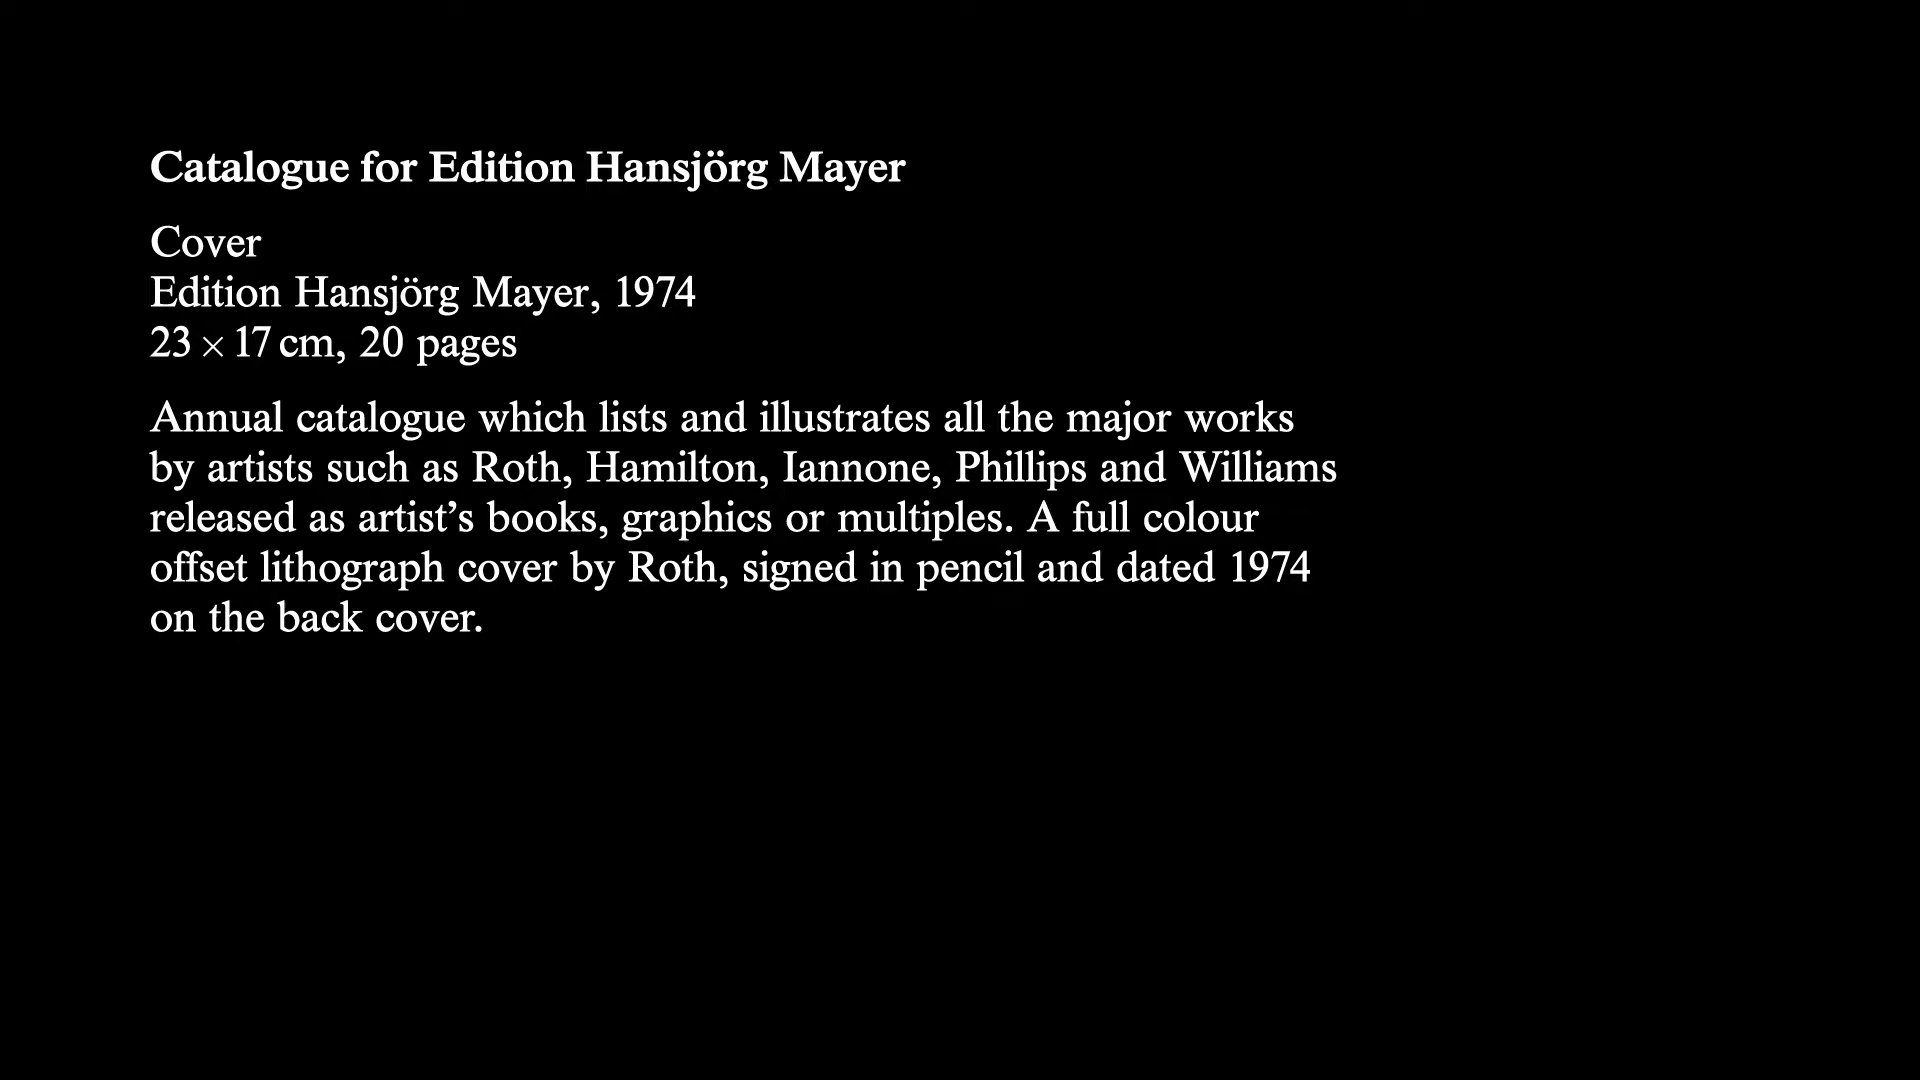 Catalogue for Edition Hansjörg Mayer
Cover
Edition Hansjörg Mayer, 1974
23 × 17 cm, 20 pages
Annual catalogue which lists and illustrates all the major works
by artists such as Roth, Hamilton, Iannone, Phillips and Williams
released as artist’s books, graphics or multiples. A full colour
offset lithograph cover by Roth, signed in pencil and dated 1974
on the back cover.